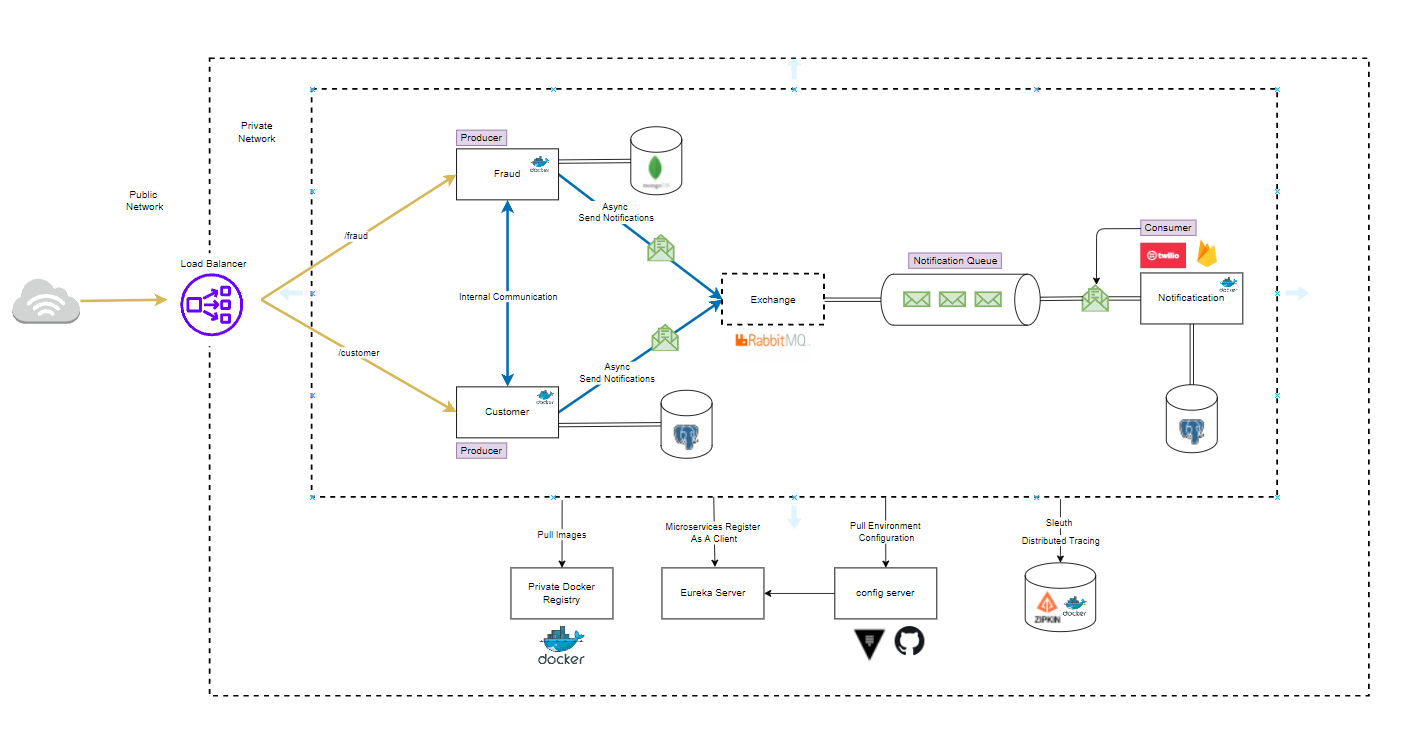 Private
Network
Public
Network
Load Balancer
/fraud
/customer
Producer
Fraud
docker
Async
Send Notifications
Internal Communication
Async
Send Notifications
Customer
docker
Producer
Exchange
RabbitMQ
Notification Queue
Consumer
twilio
Notificatication
docker
Pull Images
Microservices Register
As A Client
Pull Environment
Configuration
Sleuth
Distributed Tracing
Private Docker
Registry
docker
Eureka Server
config server
ZIPKIN
docker